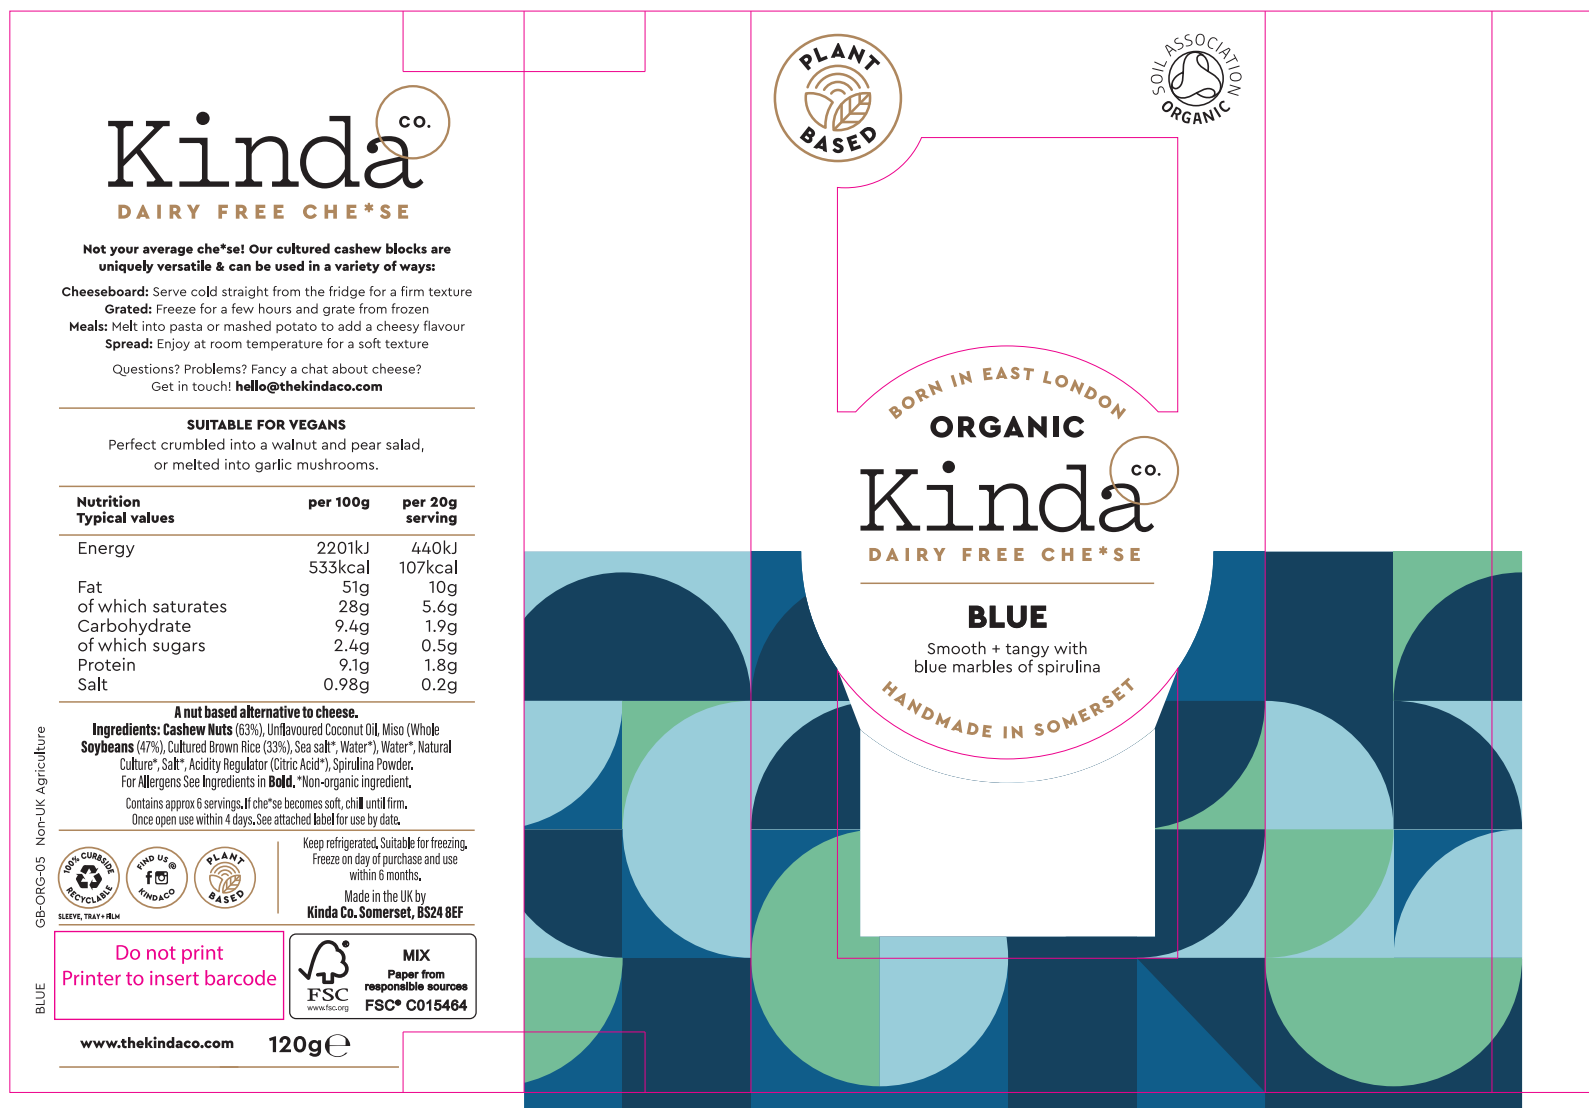 Kinda CO.
DAIRY FREE CHE*SE
Not your average che*se! Our cultured cashew blocks are
uniquely versatile & can be used in a variety of ways:
Cheeseboard: Serve cold straight from the fridge for a firm texture
Grated: Freeze for a few hours and grate from frozen
Meals: Melt into pasta or mashed potato to add a cheesy flavour
Spread: Enjoy at room temperature for a soft texture
Questions? Problems? Fancy a chat about cheese?
Get in touch! hello@thekindaco.com
SUITABLE FOR VEGANS
Perfect crumbled into a walnut and pear salad,
or melted into garlic mushrooms.
Nutrition per 100g per 20g
Typical values serving
Energy 2201kJ 440kJ
533kcal 107kcal
Fat 51g 10g
of which saturates 28g 5.6g
Carbohydrate 9.4g 1.9g
of which sugars 2.4g 0.5g
Protein 9.1g 1.8g
Salt 0.98g 0.2g
A nut based alternative to cheese.
Ingredients: Cashew Nuts (63%), Unflavoured Coconut Oil, Miso (Whole
Soybeans (47%), Cultured Brown Rice (33%), Sea salt*, Water*), Water*, Natural
Culture*, Salt*, Acidity Regulator (Citric Acid*), Spirulina Powder.
For Allergens See Ingredients in Bold. *Non-organic ingredient.
Contains approx 6 servings. If che*se becomes soft, chill until firm.
Once open use within 4 days. See attached label for use by date.
100% CURBSIDE
RECYCLABLE
SLEEVE, TRAY + FILM
FIND US @
KINDACO
PLANT
BASED
Keep refrigerated. Suitable for freezing.
Freeze on day of purchase and use
within 6 months.
Made in the UK by
Kinda Co. Somerset, BS24 8EF
Do not print
Printer to insert barcode
FSC®
www.fsc.org
MIX
Paper from
responsible sources
FSC® C015464
www.thekindaco.com
120g℮
BLUE GB-ORG-05 Non-UK Agriculture
PLANT
BASED
SOIL ASSOCIATION
ORGANIC
BORN IN EAST LONDON
ORGANIC
Kinda CO.
DAIRY FREE CHE*SE
BLUE
Smooth + tangy with
blue marbles of spirulina
HANDMADE IN SOMERSET